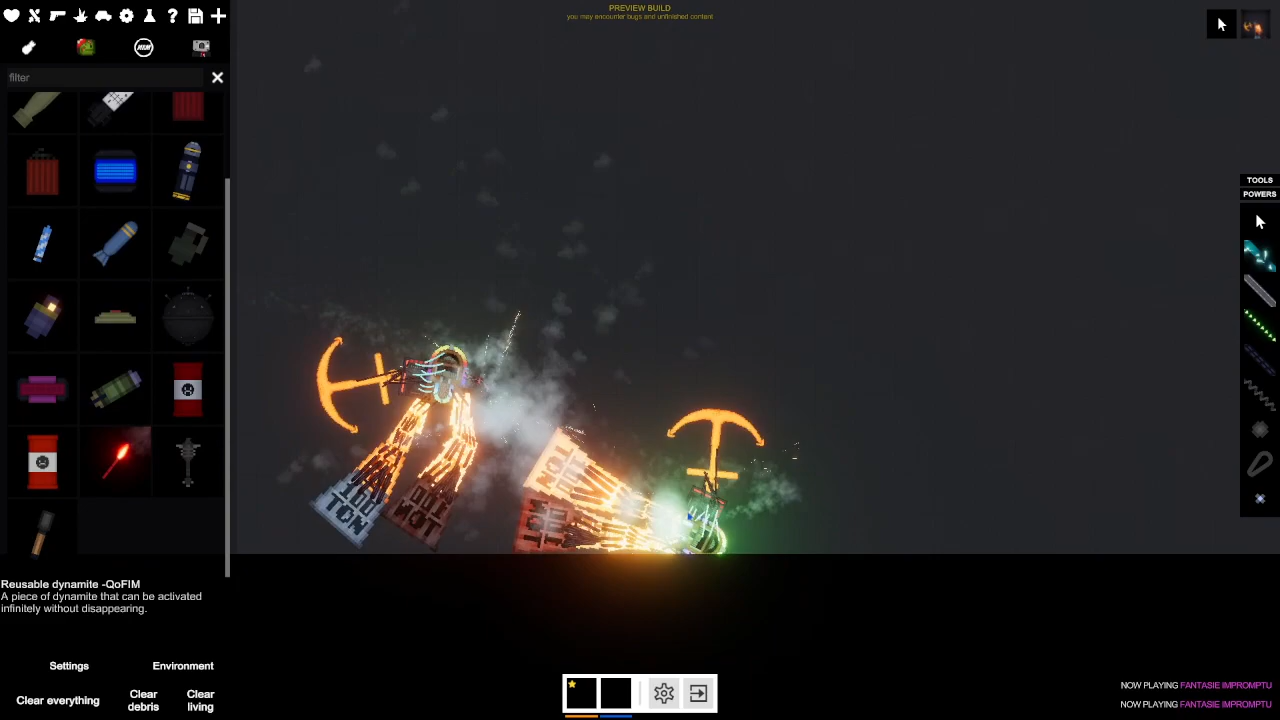 PREVIEW BUILD
you may encounter bugs and unfinished content
filter
TOOLS
POWERS
Reusable dynamite -QoFIM
A piece of dynamite that can be activated
infinitely without disappearing.
Settings
Environment
Clear everything
Clear
debris
Clear
living
NOW PLAYING FANTASIE IMPROMPTU
NOW PLAYING FANTASIE IMPROMPTU